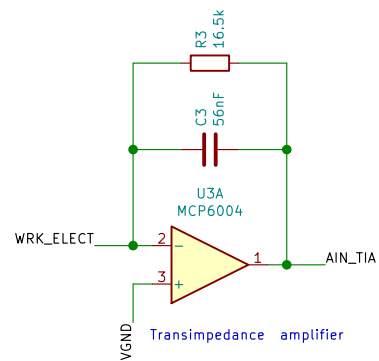 R3
16.5k
C3
56nF
U3A
MCP6004
WRK_ELECT
2
1
3
AIN_TIA
VGND
Transimpedance amplifier